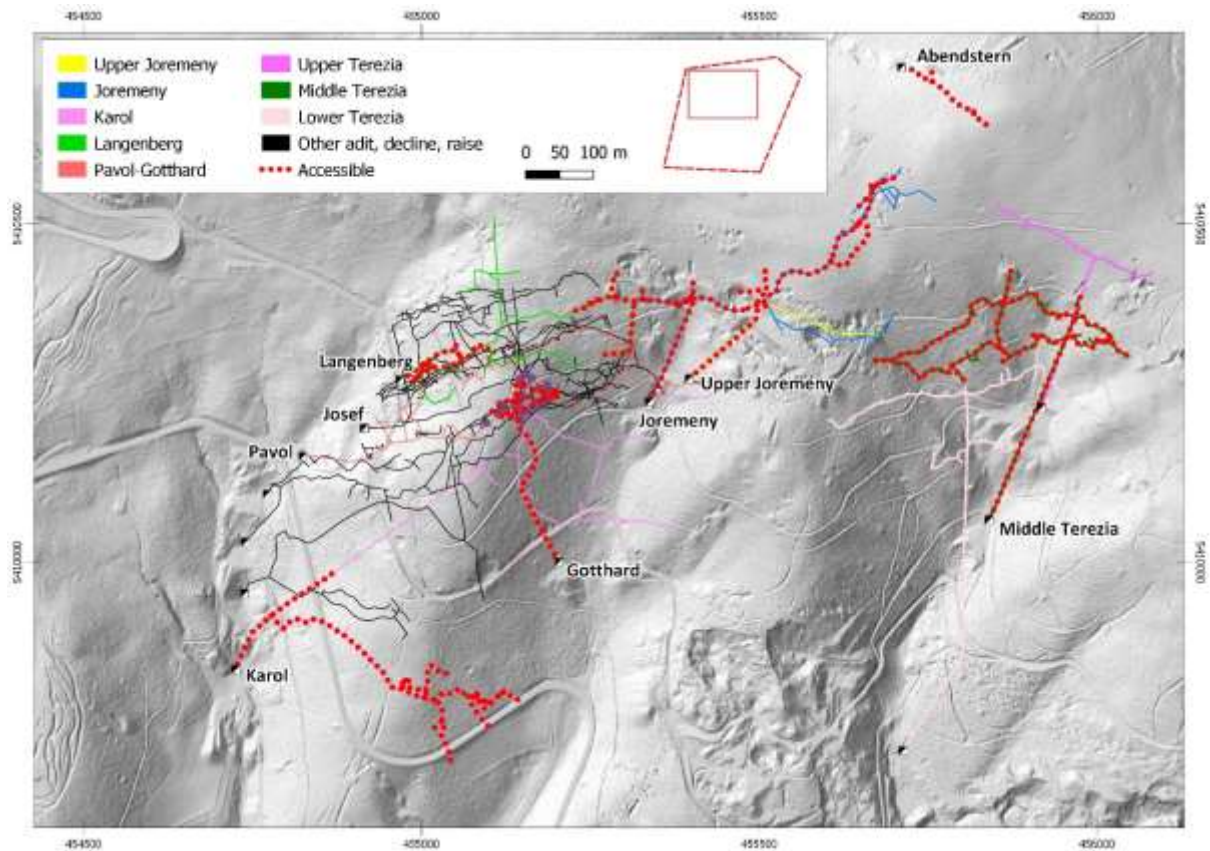 454500 455000 455500 456000
Upper Joremeny Upper Terezia
Joremeny Middle Terezia
Karol Lower Terezia
Langenberg Other adit, decline, raise
Pavol-Gotthard Accessible
0 50 100 m
Abendstern
5410500 5410500
Langenberg
Upper Joremeny
Josef
Joremeny
Pavol
Middle Terezia
Gotthard
5410000 5410000
Karol
454500 455000 455500 456000